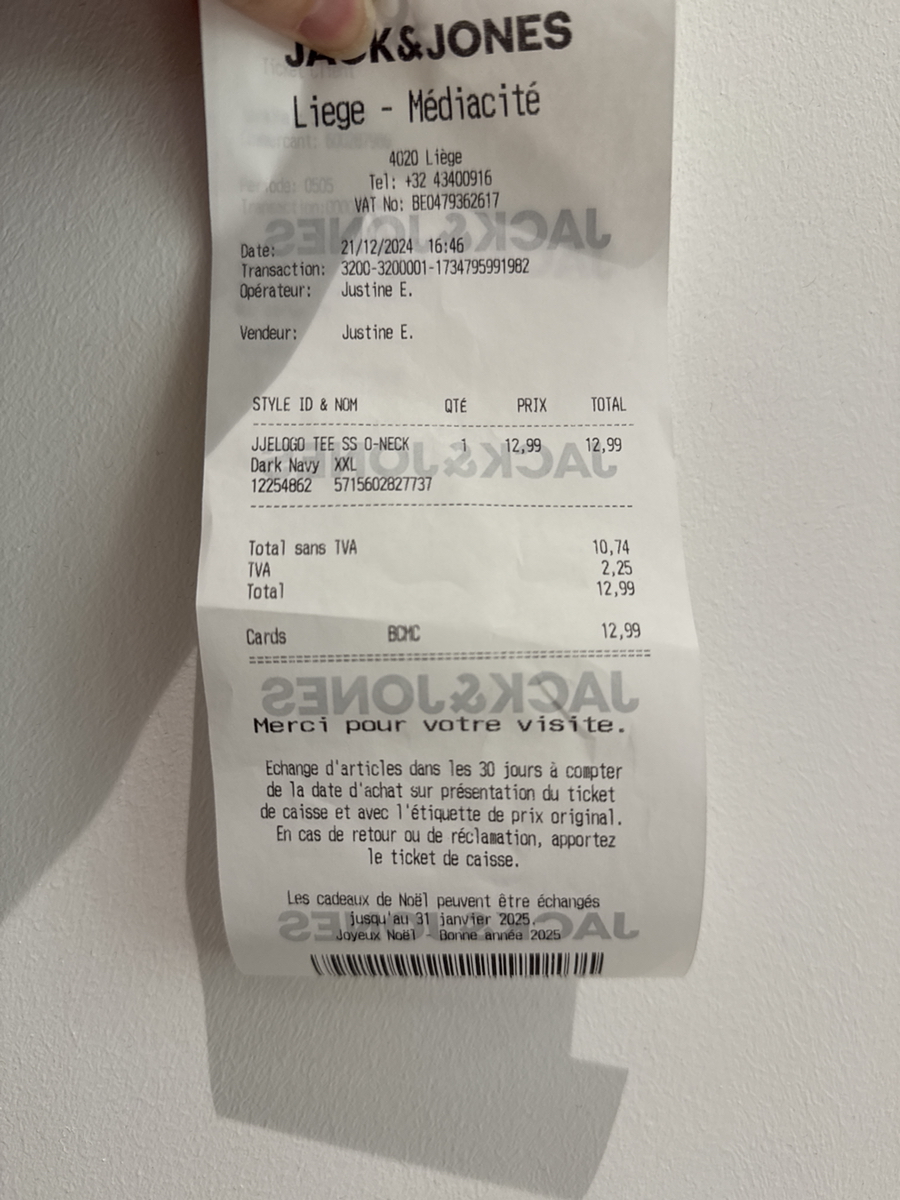 JACK&JONES
Liege - Médiacité
4020 Liège
Tel: +32 43400916
VAT No: BE0479362617
Date: 21/12/2024 16:46
Transaction: 3200-3200001-1734795991982
Opérateur: Justine E.
Vendeur: Justine E.
STYLE ID & NOM QTÉ PRIX TOTAL
JJELOGO TEE SS O-NECK 1 12,99 12,99
Dark Navy XXL
12254862 5715602827737
Total sans TVA 10,74
TVA 2,25
Total 12,99
Cards BCMC 12,99
Merci pour votre visite.
Echange d'articles dans les 30 jours à compter
de la date d'achat sur présentation du ticket
de caisse et avec l'étiquette de prix original.
En cas de retour ou de réclamation, apportez
le ticket de caisse.
Les cadeaux de Noël peuvent être échangés
jusqu'au 31 janvier 2025.
Joyeux Noël - Bonne année 2025